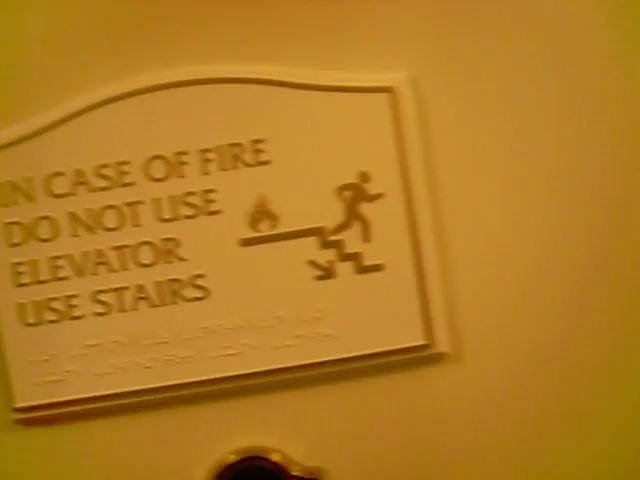 IN CASE OF FIRE
DO NOT USE
ELEVATOR
USE STAIRS